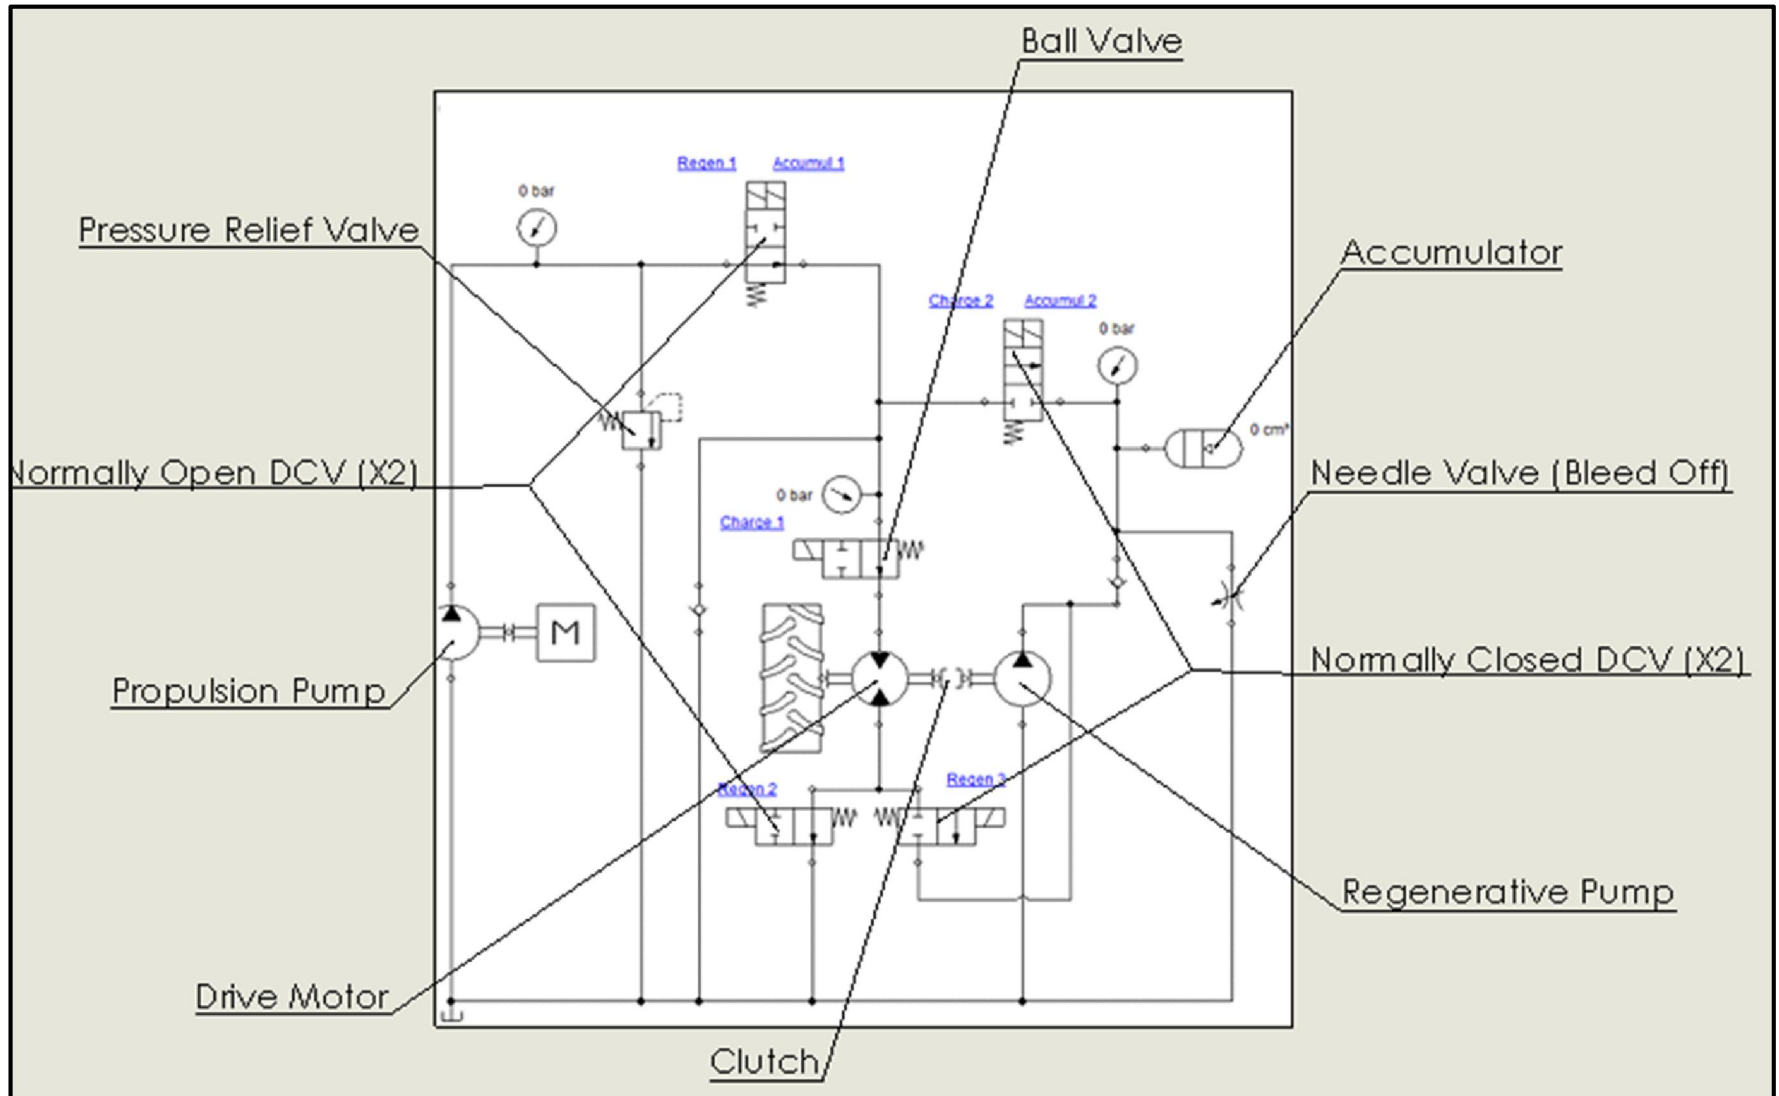 Ball Valve
Regen 1
Accumul 1
0 bar
Pressure Relief Valve
Accumulator
Charge 2
Accumul 2
0 bar
0 cm³
Normally Open DCV (X2)
Needle Valve (Bleed Off)
0 bar
Charge 1
M
Normally Closed DCV (X2)
Propulsion Pump
Regen 2
Regen 3
Regenerative Pump
Drive Motor
Clutch